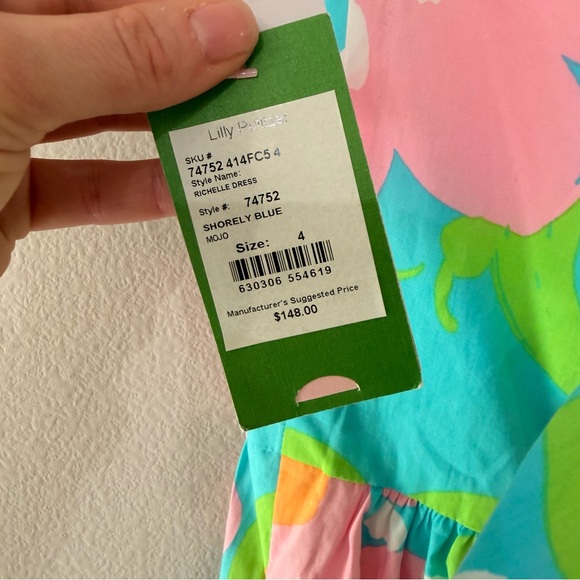 Lilly Pulitzer
SKU #
74752 414FC5 4
Style Name:
RICHELLE DRESS
Style #: 74752
SHORELY BLUE
MOJO
Size: 4
630306 554619
Manufacturer's Suggested Price
$148.00